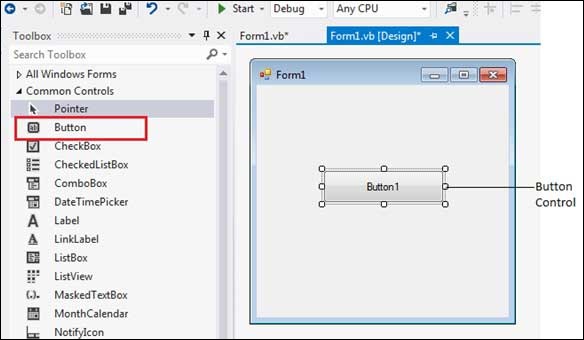 Start Debug Any CPU
Toolbox
Search Toolbox
All Windows Forms
Common Controls
Pointer
Button
CheckBox
CheckedListBox
ComboBox
DateTimePicker
Label
LinkLabel
ListBox
ListView
MaskedTextBox
MonthCalendar
NotifyIcon
Form1.vb* Form1.vb [Design]*
Form1
Button1
Button
Control